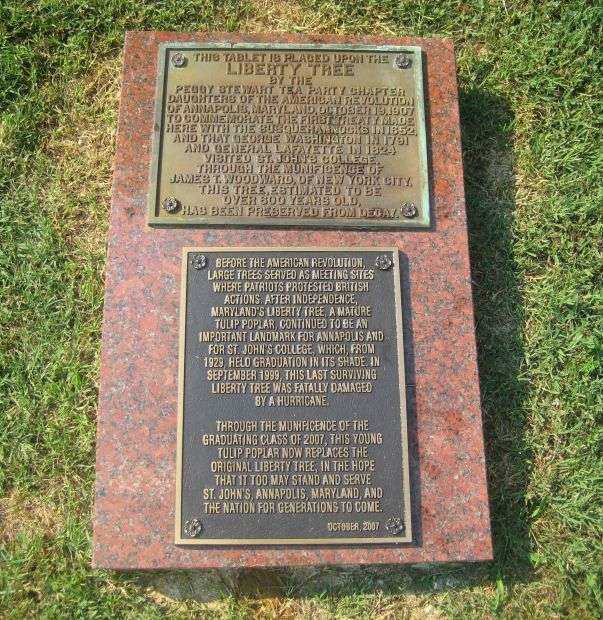 THIS TABLET IS PLACED UPON THE
LIBERTY TREE
BY THE
PEGGY STEWART TEA PARTY CHAPTER
DAUGHTERS OF THE AMERICAN REVOLUTION
OF ANNAPOLIS, MARYLAND, OCTOBER 19, 1907
TO COMMEMORATE THE FIRST TREATY MADE
HERE WITH THE SUSQUEHANNOCKS IN 1652,
AND THAT GEORGE WASHINGTON IN 1791
AND GENERAL LAFAYETTE IN 1824
VISITED ST. JOHN'S COLLEGE.
THROUGH THE MUNIFICENCE OF
JAMES T. WOODWARD, OF NEW YORK CITY,
THIS TREE, ESTIMATED TO BE
OVER 600 YEARS OLD,
HAS BEEN PRESERVED FROM DECAY.
BEFORE THE AMERICAN REVOLUTION,
LARGE TREES SERVED AS MEETING SITES
WHERE PATRIOTS PROTESTED BRITISH
ACTIONS. AFTER INDEPENDENCE,
MARYLAND'S LIBERTY TREE, A MATURE
TULIP POPLAR, CONTINUED TO BE AN
IMPORTANT LANDMARK FOR ANNAPOLIS AND
FOR ST. JOHN'S COLLEGE, WHICH, FROM
1929, HELD GRADUATION IN ITS SHADE. IN
SEPTEMBER 1999, THIS LAST SURVIVING
LIBERTY TREE WAS FATALLY DAMAGED
BY A HURRICANE.
THROUGH THE MUNIFICENCE OF THE
GRADUATING CLASS OF 2007, THIS YOUNG
TULIP POPLAR NOW REPLACES THE
ORIGINAL LIBERTY TREE, IN THE HOPE
THAT IT TOO MAY STAND AND SERVE
ST. JOHN'S, ANNAPOLIS, MARYLAND, AND
THE NATION FOR GENERATIONS TO COME.
OCTOBER, 2007